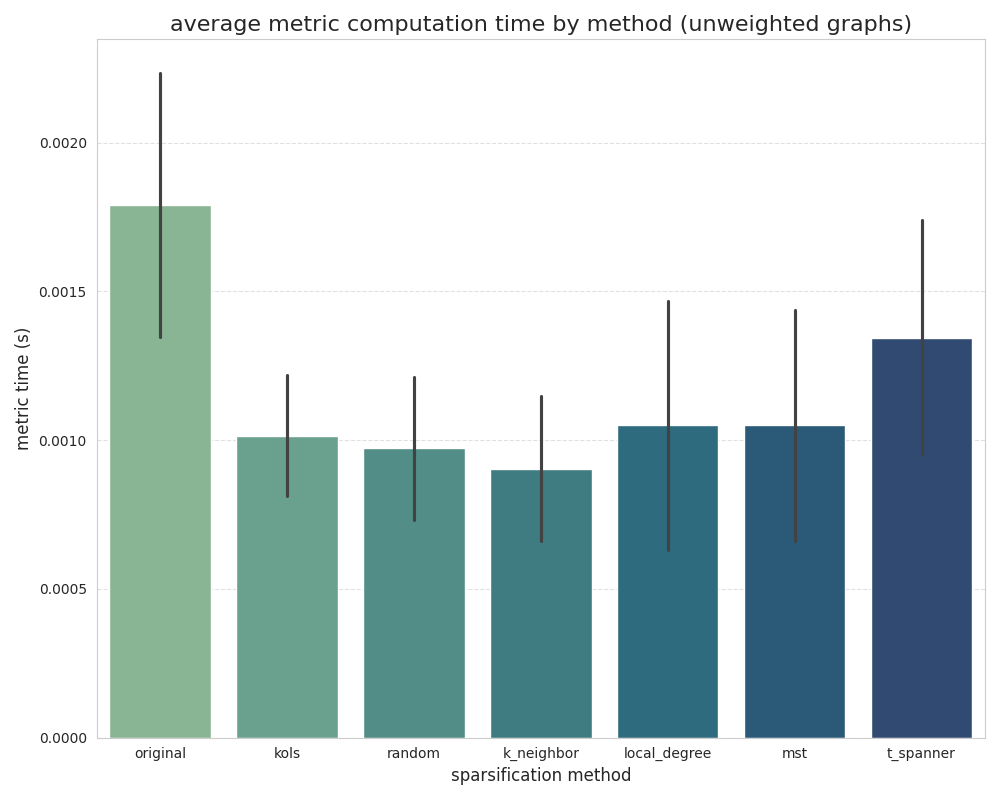 average metric computation time by method (unweighted graphs)
metric time (s)
0.0020
0.0015
0.0010
0.0005
0.0000
original kols random k_neighbor local_degree mst t_spanner
sparsification method